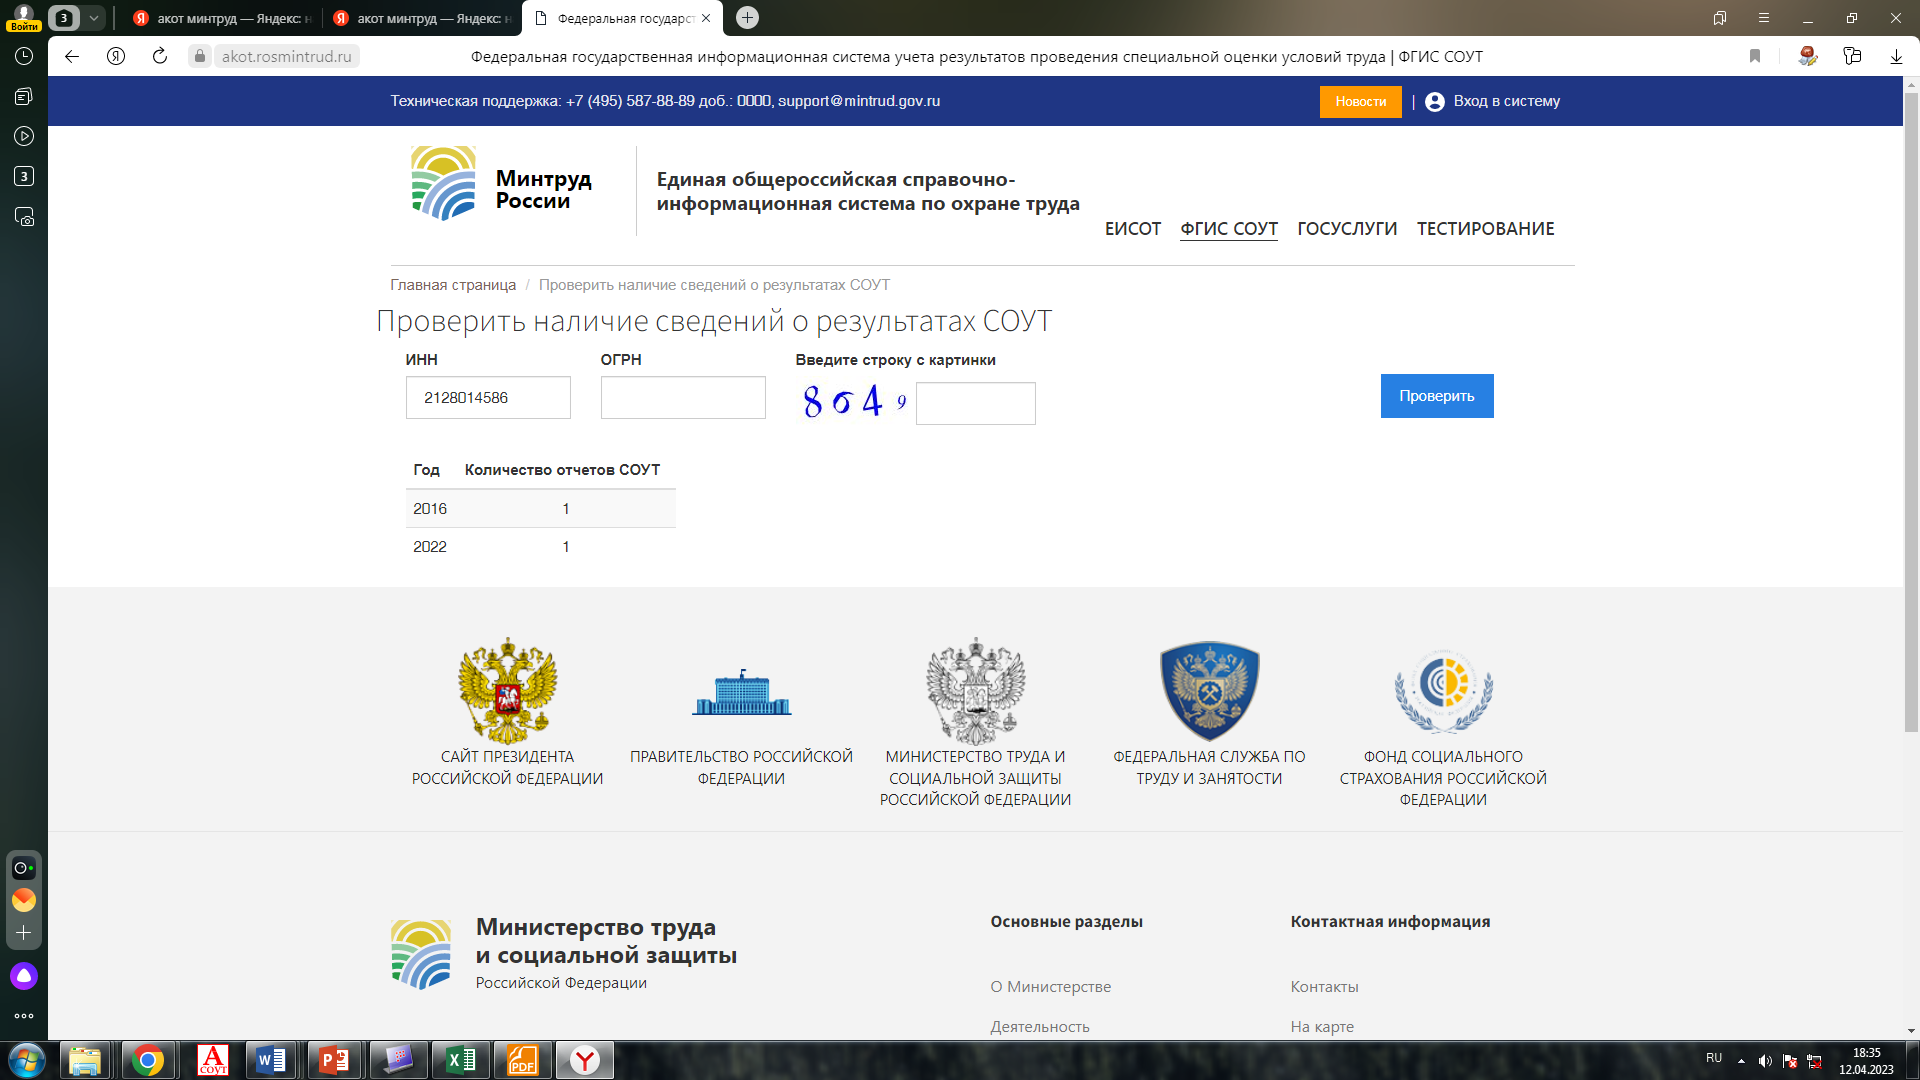 Войти
3
акот минтруд — Яндекс: н
акот минтруд — Яндекс: н
Федеральная государст
akot.rosmintrud.ru
Федеральная государственная информационная система учета результатов проведения специальной оценки условий труда | ФГИС СОУТ
3
Техническая поддержка: +7 (495) 587-88-89 доб.: 0000, support@mintrud.gov.ru
Новости
| Вход в систему
Минтруд
России
Единая общероссийская справочно-
информационная система по охране труда
ЕИСОТ ФГИС СОУТ ГОСУСЛУГИ ТЕСТИРОВАНИЕ
Главная страница / Проверить наличие сведений о результатах СОУТ
Проверить наличие сведений о результатах СОУТ
ИНН ОГРН Введите строку с картинки
2128014586
Проверить
Год Количество отчетов СОУТ
2016 1
2022 1
САЙТ ПРЕЗИДЕНТА
РОССИЙСКОЙ ФЕДЕРАЦИИ
ПРАВИТЕЛЬСТВО РОССИЙСКОЙ
ФЕДЕРАЦИИ
МИНИСТЕРСТВО ТРУДА И
СОЦИАЛЬНОЙ ЗАЩИТЫ
РОССИЙСКОЙ ФЕДЕРАЦИИ
ФЕДЕРАЛЬНАЯ СЛУЖБА ПО
ТРУДУ И ЗАНЯТОСТИ
ФОНД СОЦИАЛЬНОГО
СТРАХОВАНИЯ РОССИЙСКОЙ
ФЕДЕРАЦИИ
Министерство труда
и социальной защиты
Российской Федерации
Основные разделы
О Министерстве
Деятельность
Контактная информация
Контакты
На карте
А СОУТ
PDF
RU
18:35
12.04.2023